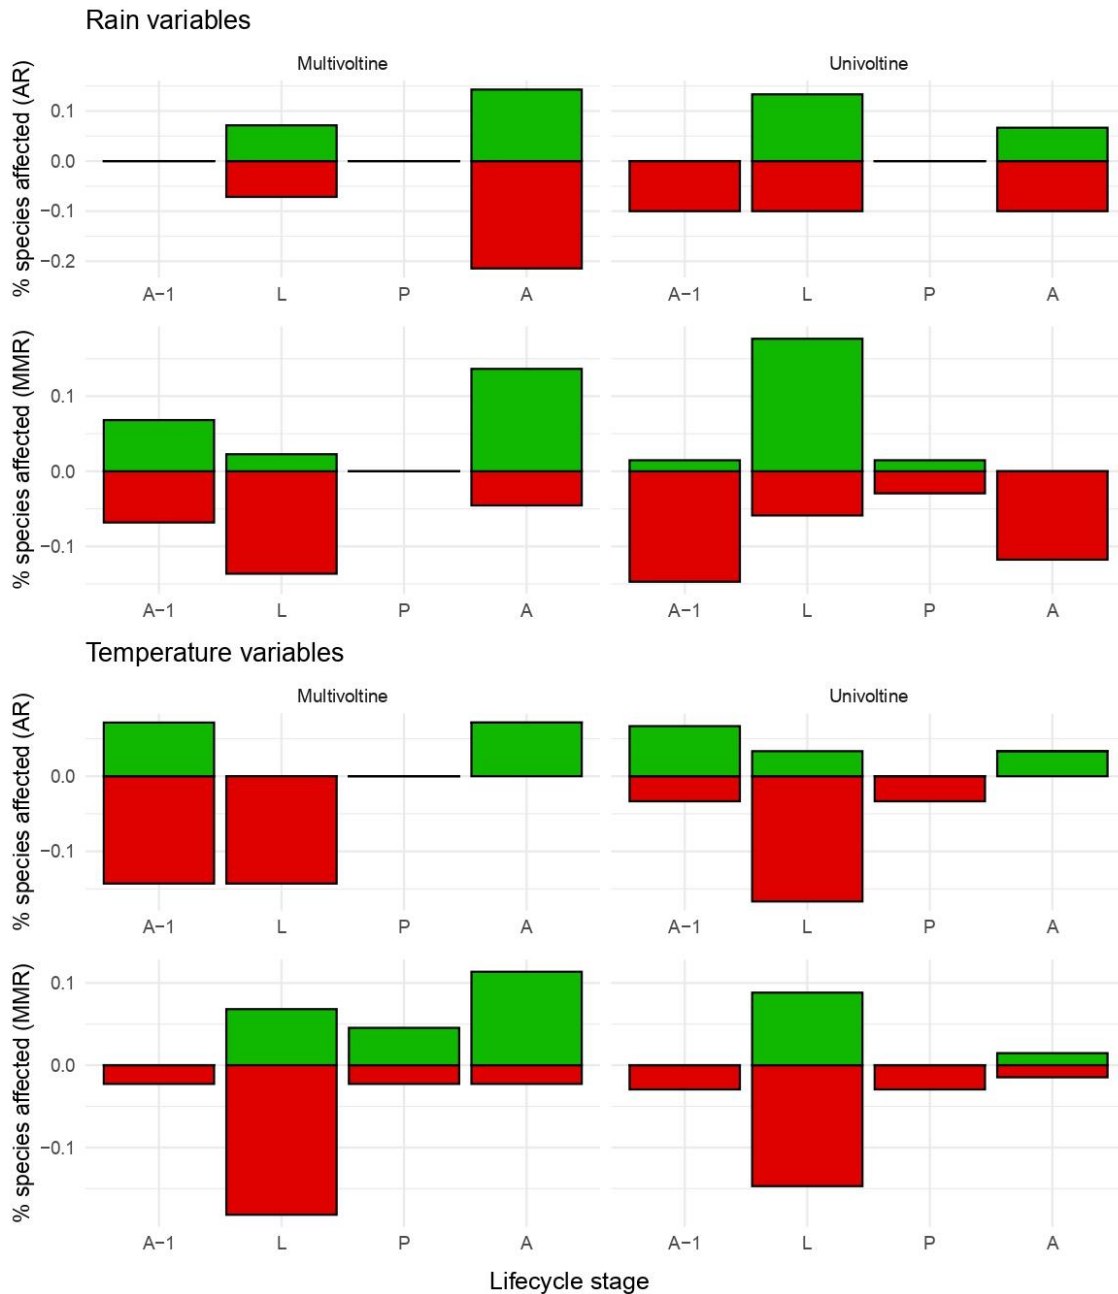 Rain variables
Multivoltine Univoltine
% species affected (AR)
0.1
0.0
−0.1
−0.2
A−1 L P A A−1 L P A
% species affected (MMR)
0.1
0.0
−0.1
A−1 L P A A−1 L P A
Temperature variables
Multivoltine Univoltine
% species affected (AR)
0.0
−0.1
A−1 L P A A−1 L P A
% species affected (MMR)
0.1
0.0
−0.1
A−1 L P A A−1 L P A
Lifecycle stage